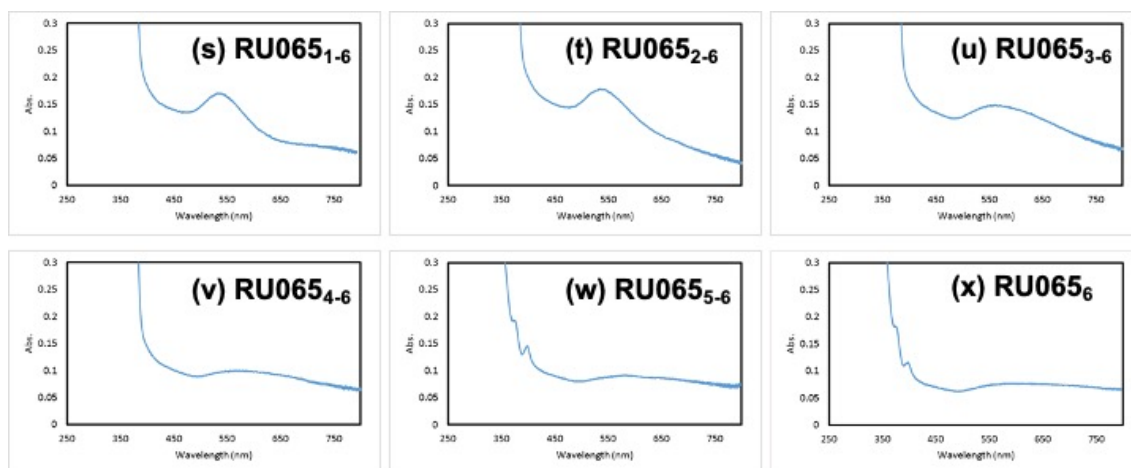 (s) RU065₁₋₆
0.3
0.25
0.2
0.15
0.1
0.05
0
Abs.
250 350 450 550 650 750
Wavelength (nm)
(t) RU065₂₋₆
0.3
0.25
0.2
0.15
0.1
0.05
0
Abs.
250 350 450 550 650 750
Wavelength (nm)
(u) RU065₃₋₆
0.3
0.25
0.2
0.15
0.1
0.05
0
Abs.
250 350 450 550 650 750
Wavelength (nm)
(v) RU065₄₋₆
0.3
0.25
0.2
0.15
0.1
0.05
0
Abs.
250 350 450 550 650 750
Wavelength (nm)
(w) RU065₅₋₆
0.3
0.25
0.2
0.15
0.1
0.05
0
Abs.
250 350 450 550 650 750
Wavelength (nm)
(x) RU065₆
0.3
0.25
0.2
0.15
0.1
0.05
0
Abs.
250 350 450 550 650 750
Wavelength (nm)